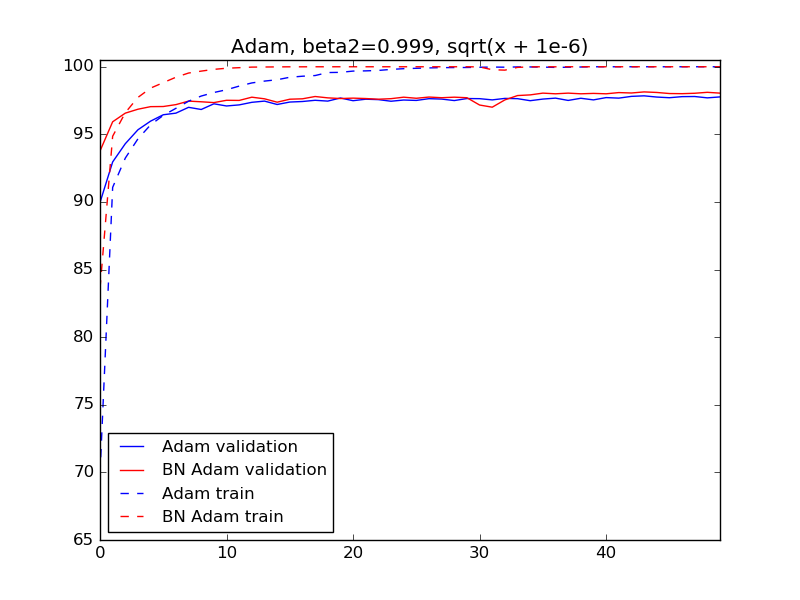 Adam, beta2=0.999, sqrt(x + 1e-6)
100
95
90
85
80
75
70
65
Adam validation
BN Adam validation
Adam train
BN Adam train
0
10
20
30
40